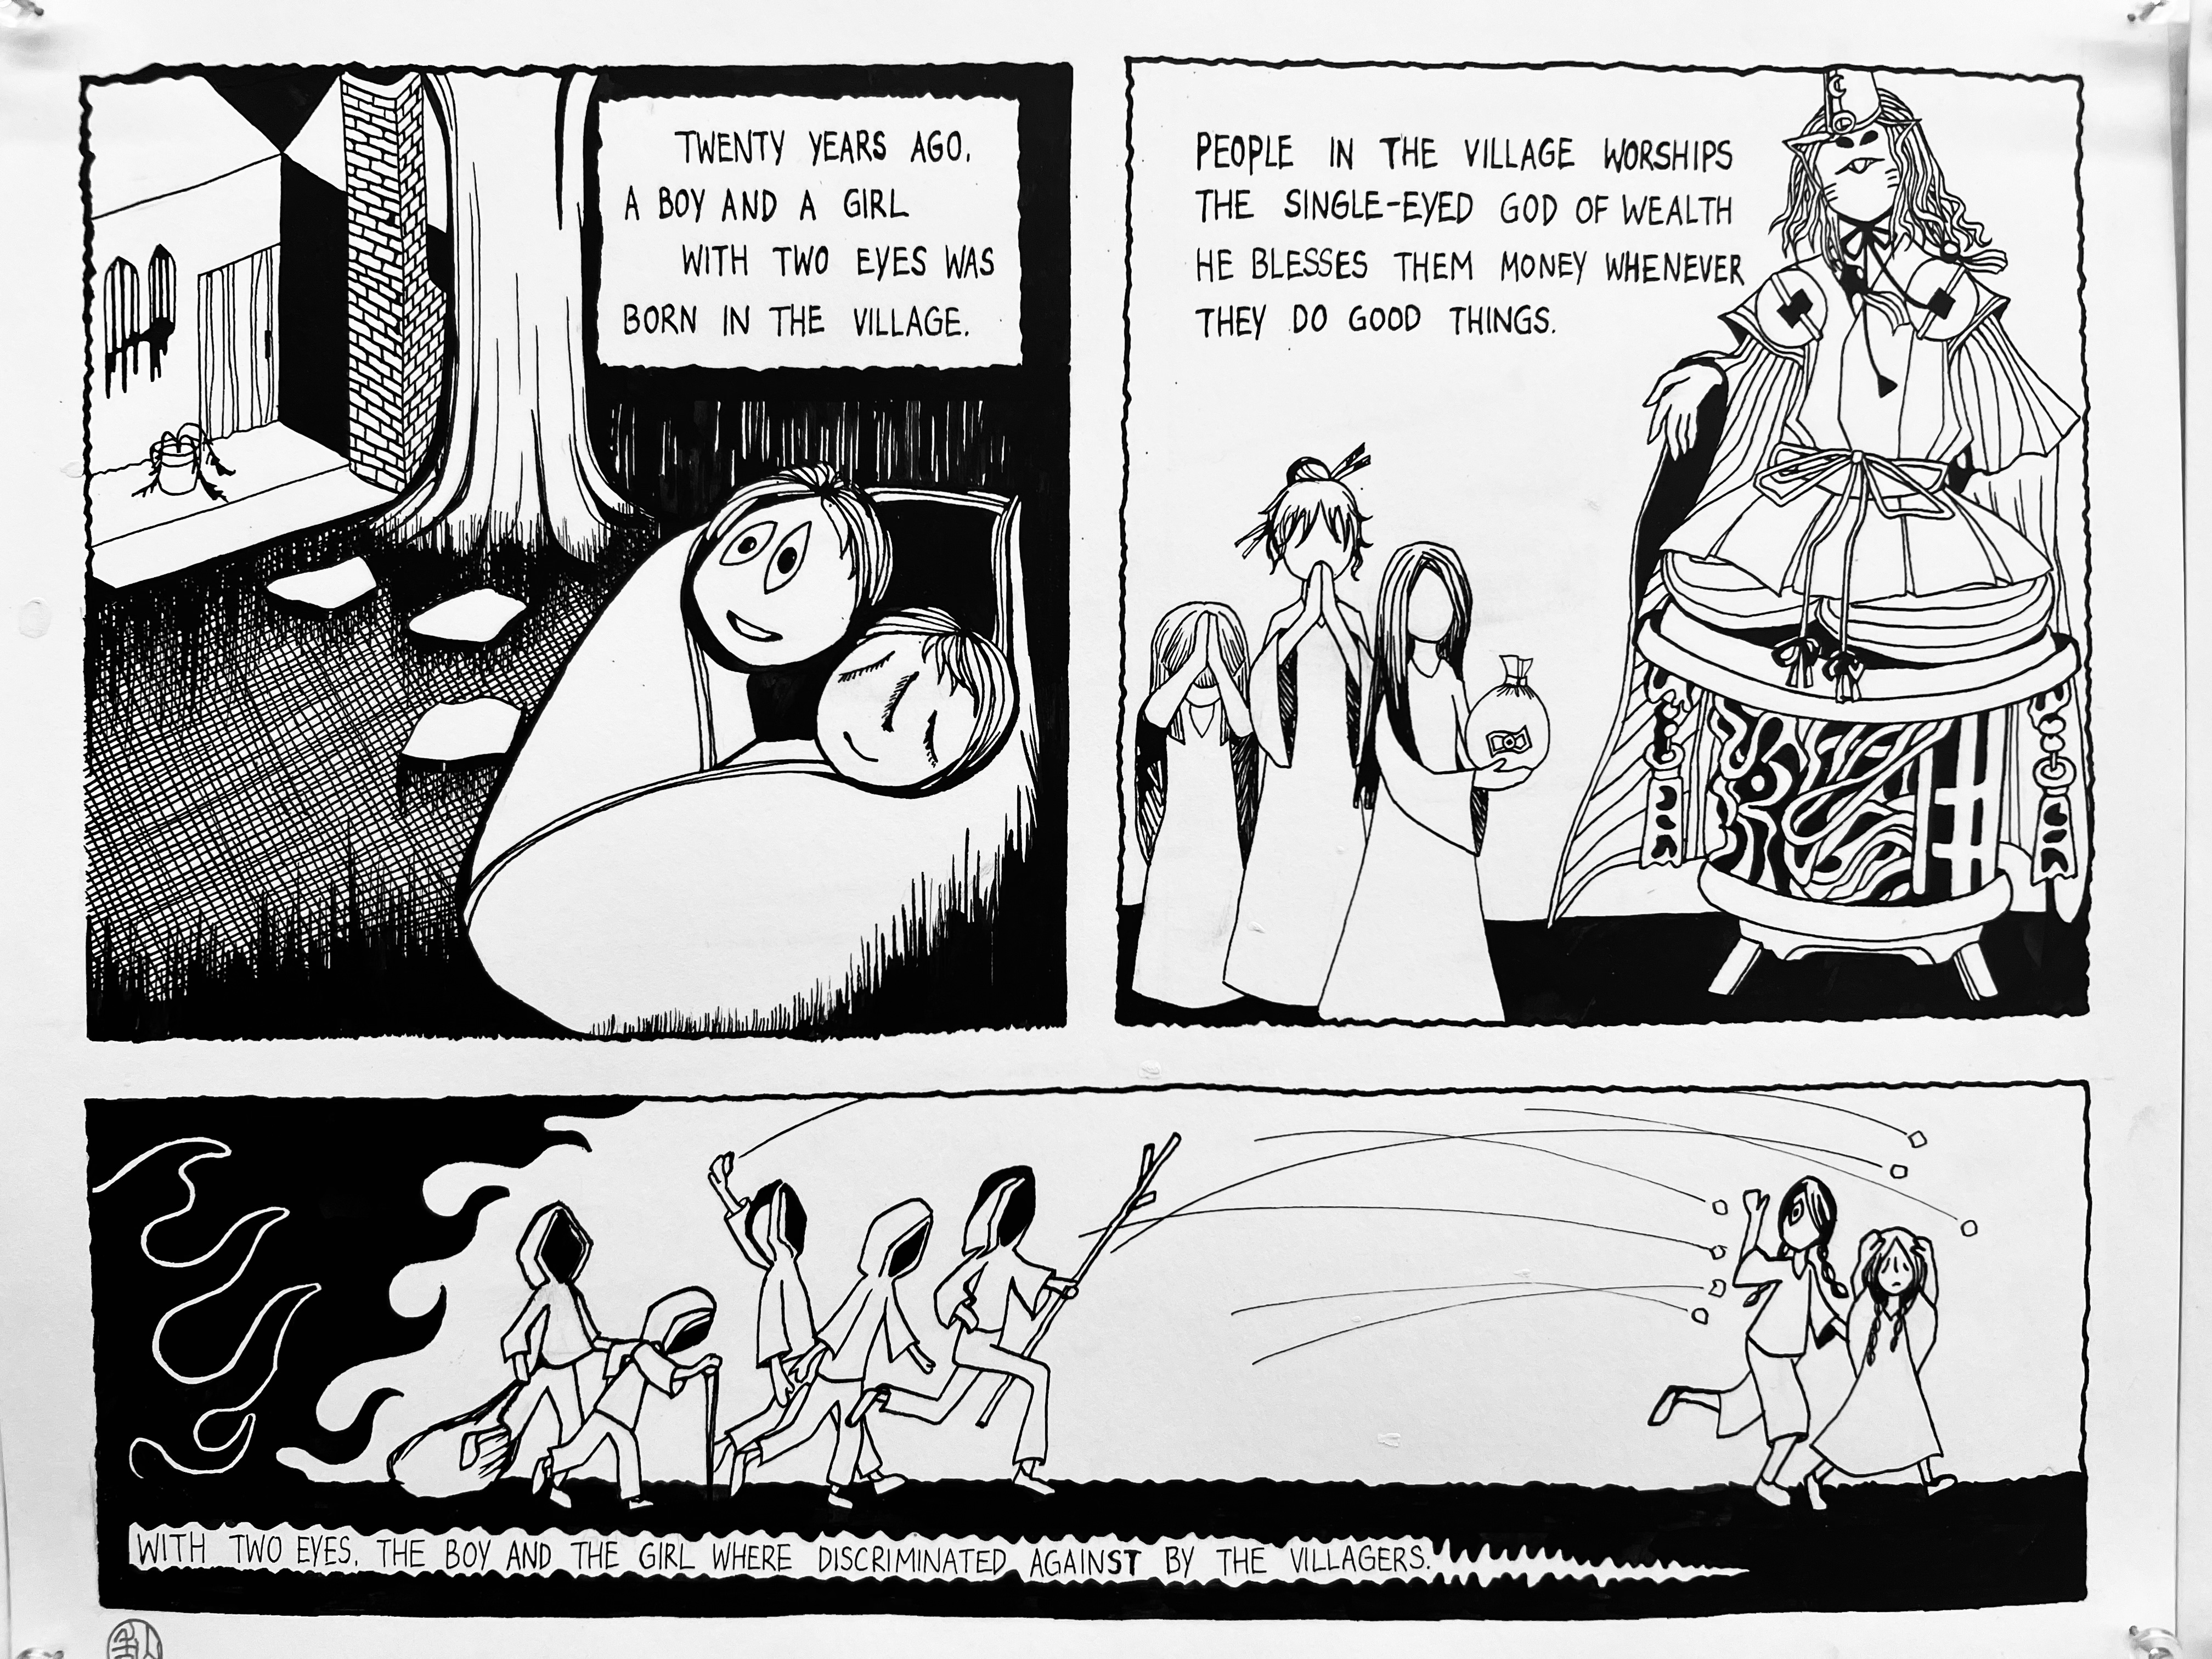 TWENTY YEARS AGO.
A BOY AND A GIRL
WITH TWO EYES WAS
BORN IN THE VILLAGE.
PEOPLE IN THE VILLAGE WORSHIPS
THE SINGLE-EYED GOD OF WEALTH
HE BLESSES THEM MONEY WHENEVER
THEY DO GOOD THINGS.
WITH TWO EYES. THE BOY AND THE GIRL WHERE DISCRIMINATED AGAINST BY THE VILLAGERS.